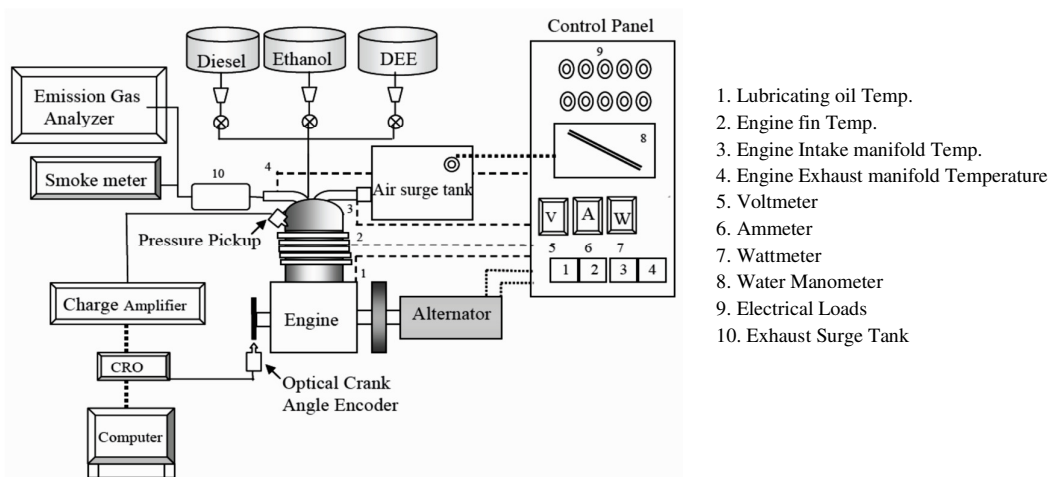 Control Panel
Diesel
Ethanol
DEE
9
Emission Gas
Analyzer
8
10
4
Smoke meter
Air surge tank
3
V
A
W
Pressure Pickup
2
5
6
7
1
1
2
3
4
Charge Amplifier
Engine
Alternator
CRO
Optical Crank
Angle Encoder
Computer
1. Lubricating oil Temp.
2. Engine fin Temp.
3. Engine Intake manifold Temp.
4. Engine Exhaust manifold Temperature
5. Voltmeter
6. Ammeter
7. Wattmeter
8. Water Manometer
9. Electrical Loads
10. Exhaust Surge Tank